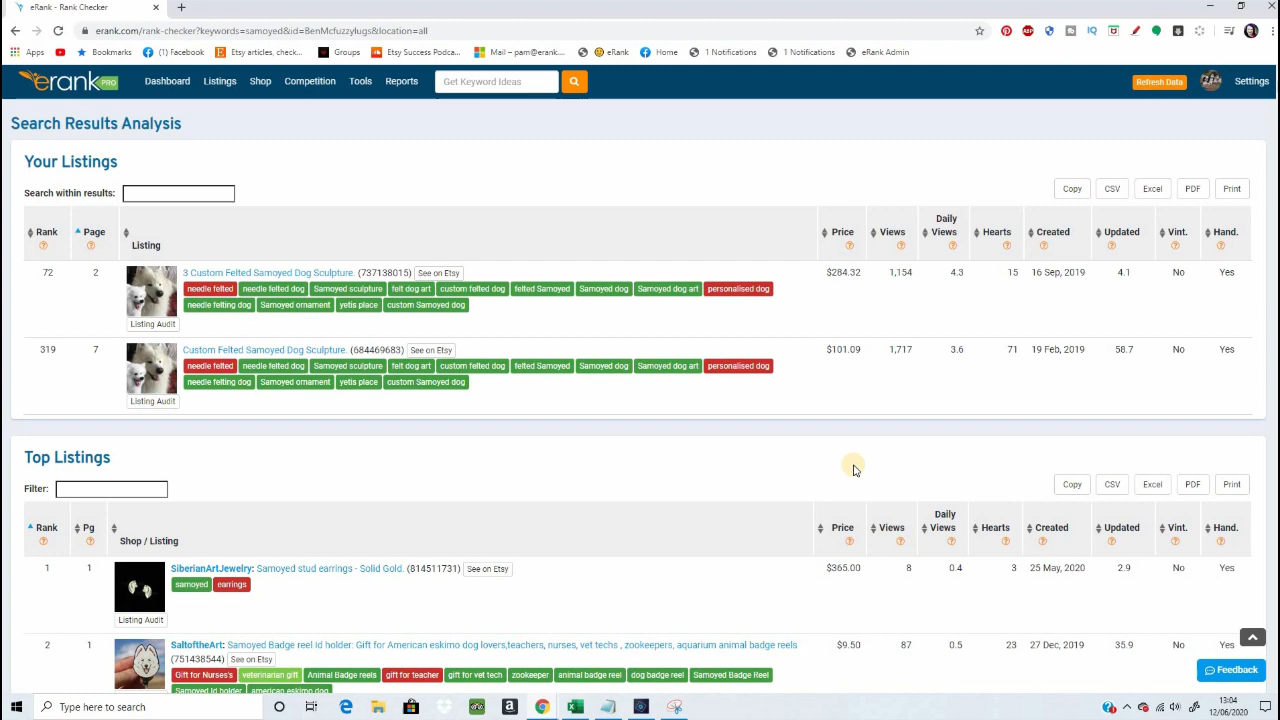 eRank - Rank Checker
erank.com/rank-checker?keywords=samoyed&id=BenMcfuzzylugs&location=all
Apps Bookmarks (1) Facebook Etsy articles, check... Groups Etsy Success Podca... Mail – pam@erank.... eRank Home 1 Notifications 1 Notifications eRank Admin
erank PRO Dashboard Listings Shop Competition Tools Reports Get Keyword Ideas Refresh Data Settings
Search Results Analysis
Your Listings
Search within results: Copy CSV Excel PDF Print
Rank Page Listing Price Views Daily Views Hearts Created Updated Vint. Hand.
72 2 3 Custom Felted Samoyed Dog Sculpture. (737138015) See on Etsy $284.32 1,154 4.3 15 16 Sep, 2019 4.1 No Yes
needle felted needle felted dog Samoyed sculpture felt dog art custom felted dog felted Samoyed Samoyed dog Samoyed dog art personalised dog
needle felting dog Samoyed ornament yetis place custom Samoyed dog
Listing Audit
319 7 Custom Felted Samoyed Dog Sculpture. (684469683) See on Etsy $101.09 1,717 3.6 71 19 Feb, 2019 58.7 No Yes
needle felted needle felted dog Samoyed sculpture felt dog art custom felted dog felted Samoyed Samoyed dog Samoyed dog art personalised dog
needle felting dog Samoyed ornament yetis place custom Samoyed dog
Listing Audit
Top Listings
Filter: Copy CSV Excel PDF Print
Rank Pg Shop / Listing Price Views Daily Views Hearts Created Updated Vint. Hand.
1 1 SiberianArtJewelry: Samoyed stud earrings - Solid Gold. (814511731) See on Etsy $365.00 8 0.4 3 25 May, 2020 2.9 No Yes
samoyed earrings
Listing Audit
2 1 SaltoftheArt: Samoyed Badge reel Id holder: Gift for American eskimo dog lovers,teachers, nurses, vet techs , zookeepers, aquarium animal badge reels $9.50 87 0.5 23 27 Dec, 2019 35.9 No Yes
(751438544) See on Etsy
Gift for Nurses's veterinarian gift Animal Badge reels gift for teacher gift for vet tech zookeeper animal badge reel dog badge reel Samoyed Badge Reel
Samoyed Id holder american eskimo dog
Feedback
Type here to search 13:04
12/06/2020